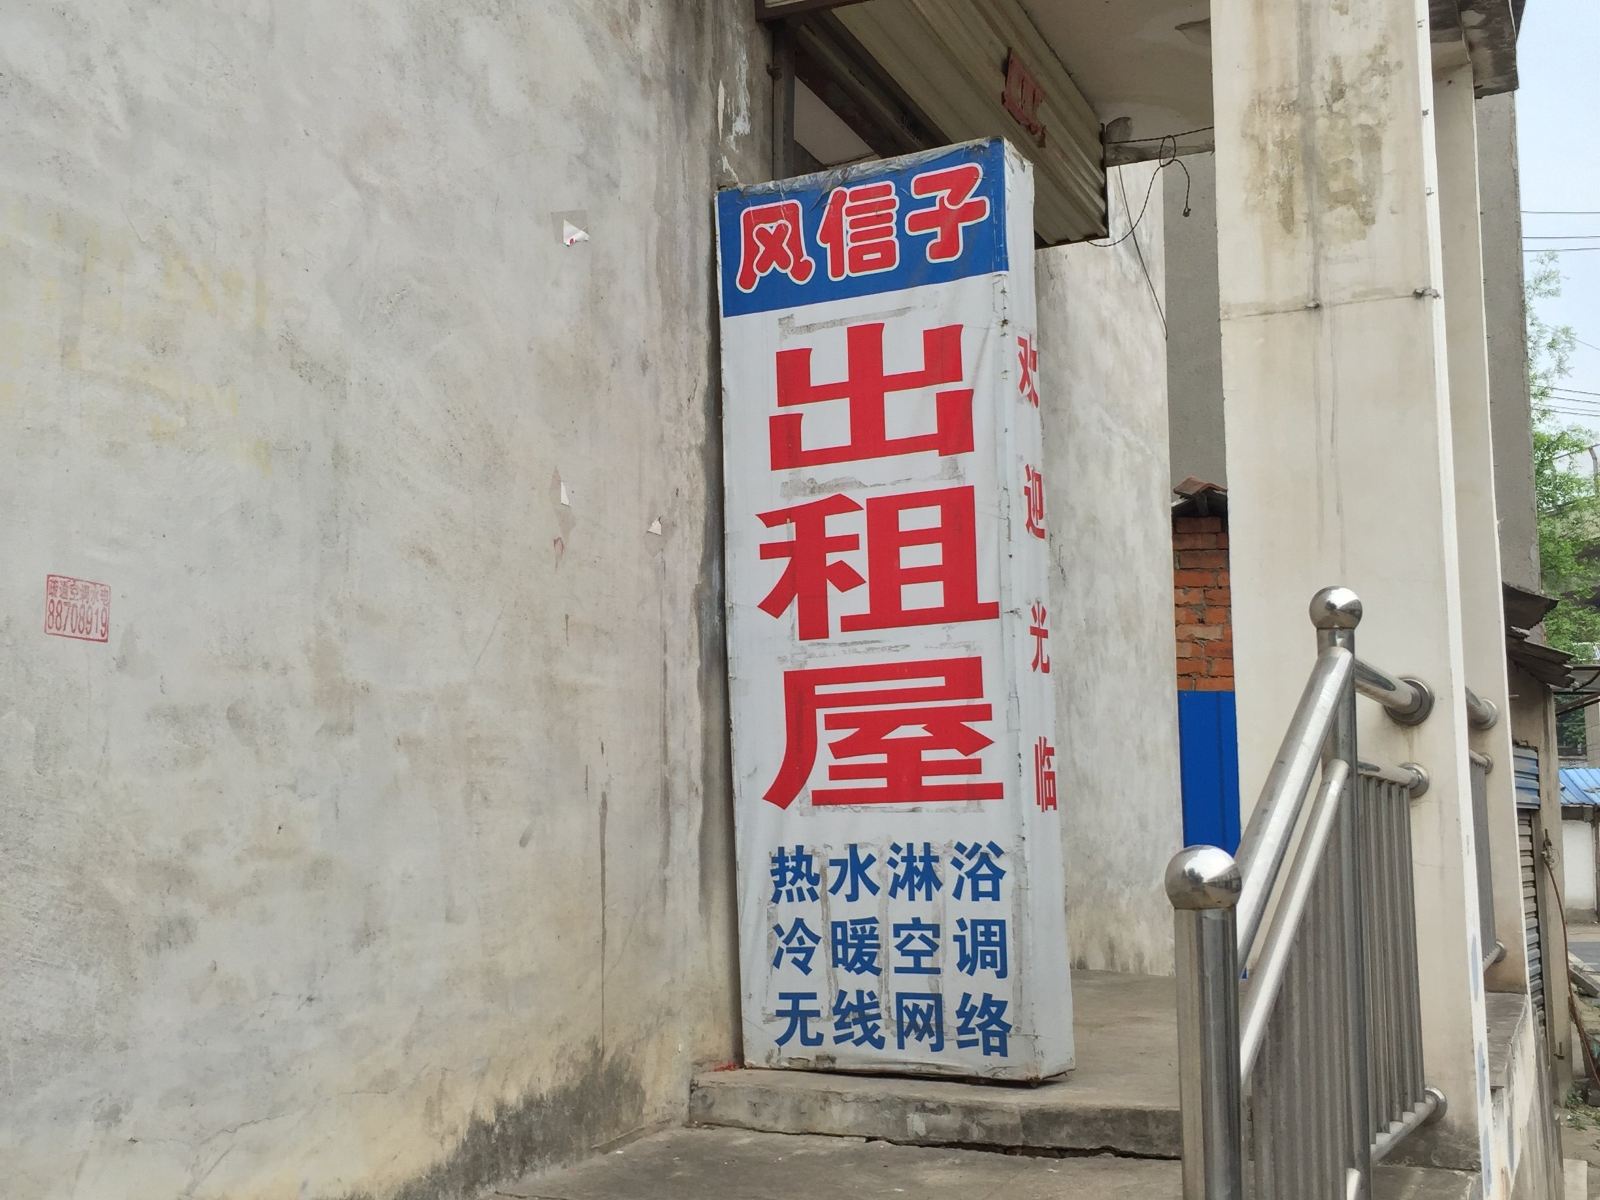 风信子
出租屋
热水淋浴
冷暖空调
无线网络
欢迎光临
88708919